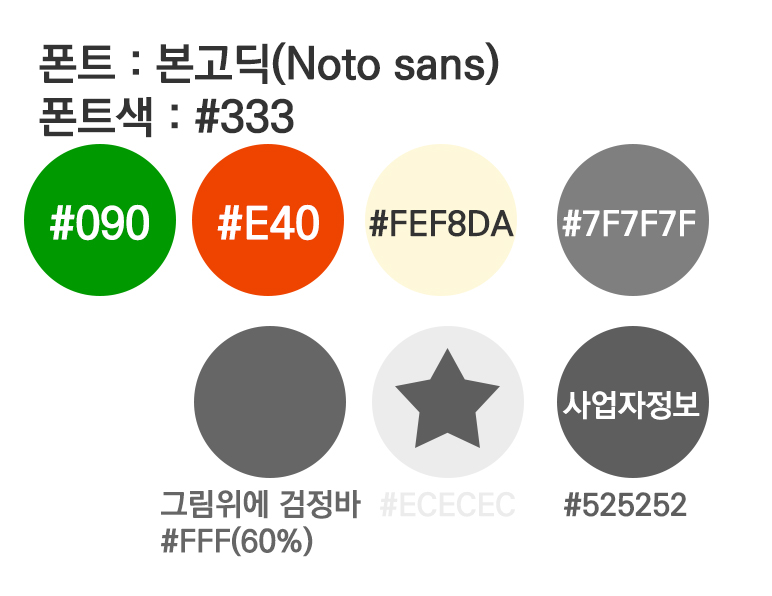 폰트 : 본고딕(Noto sans)
폰트색 : #333
#090
#E40
#FEF8DA
#7F7F7F
사업자정보
그림위에 검정바
#FFF(60%)
#ECECEC
#525252